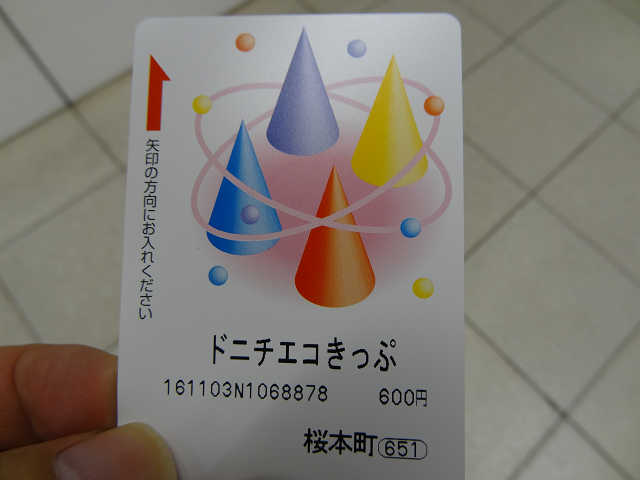 矢印の方向にお入れください
ドニチエコきっぷ
161103N1068878 600円
桜本町 651